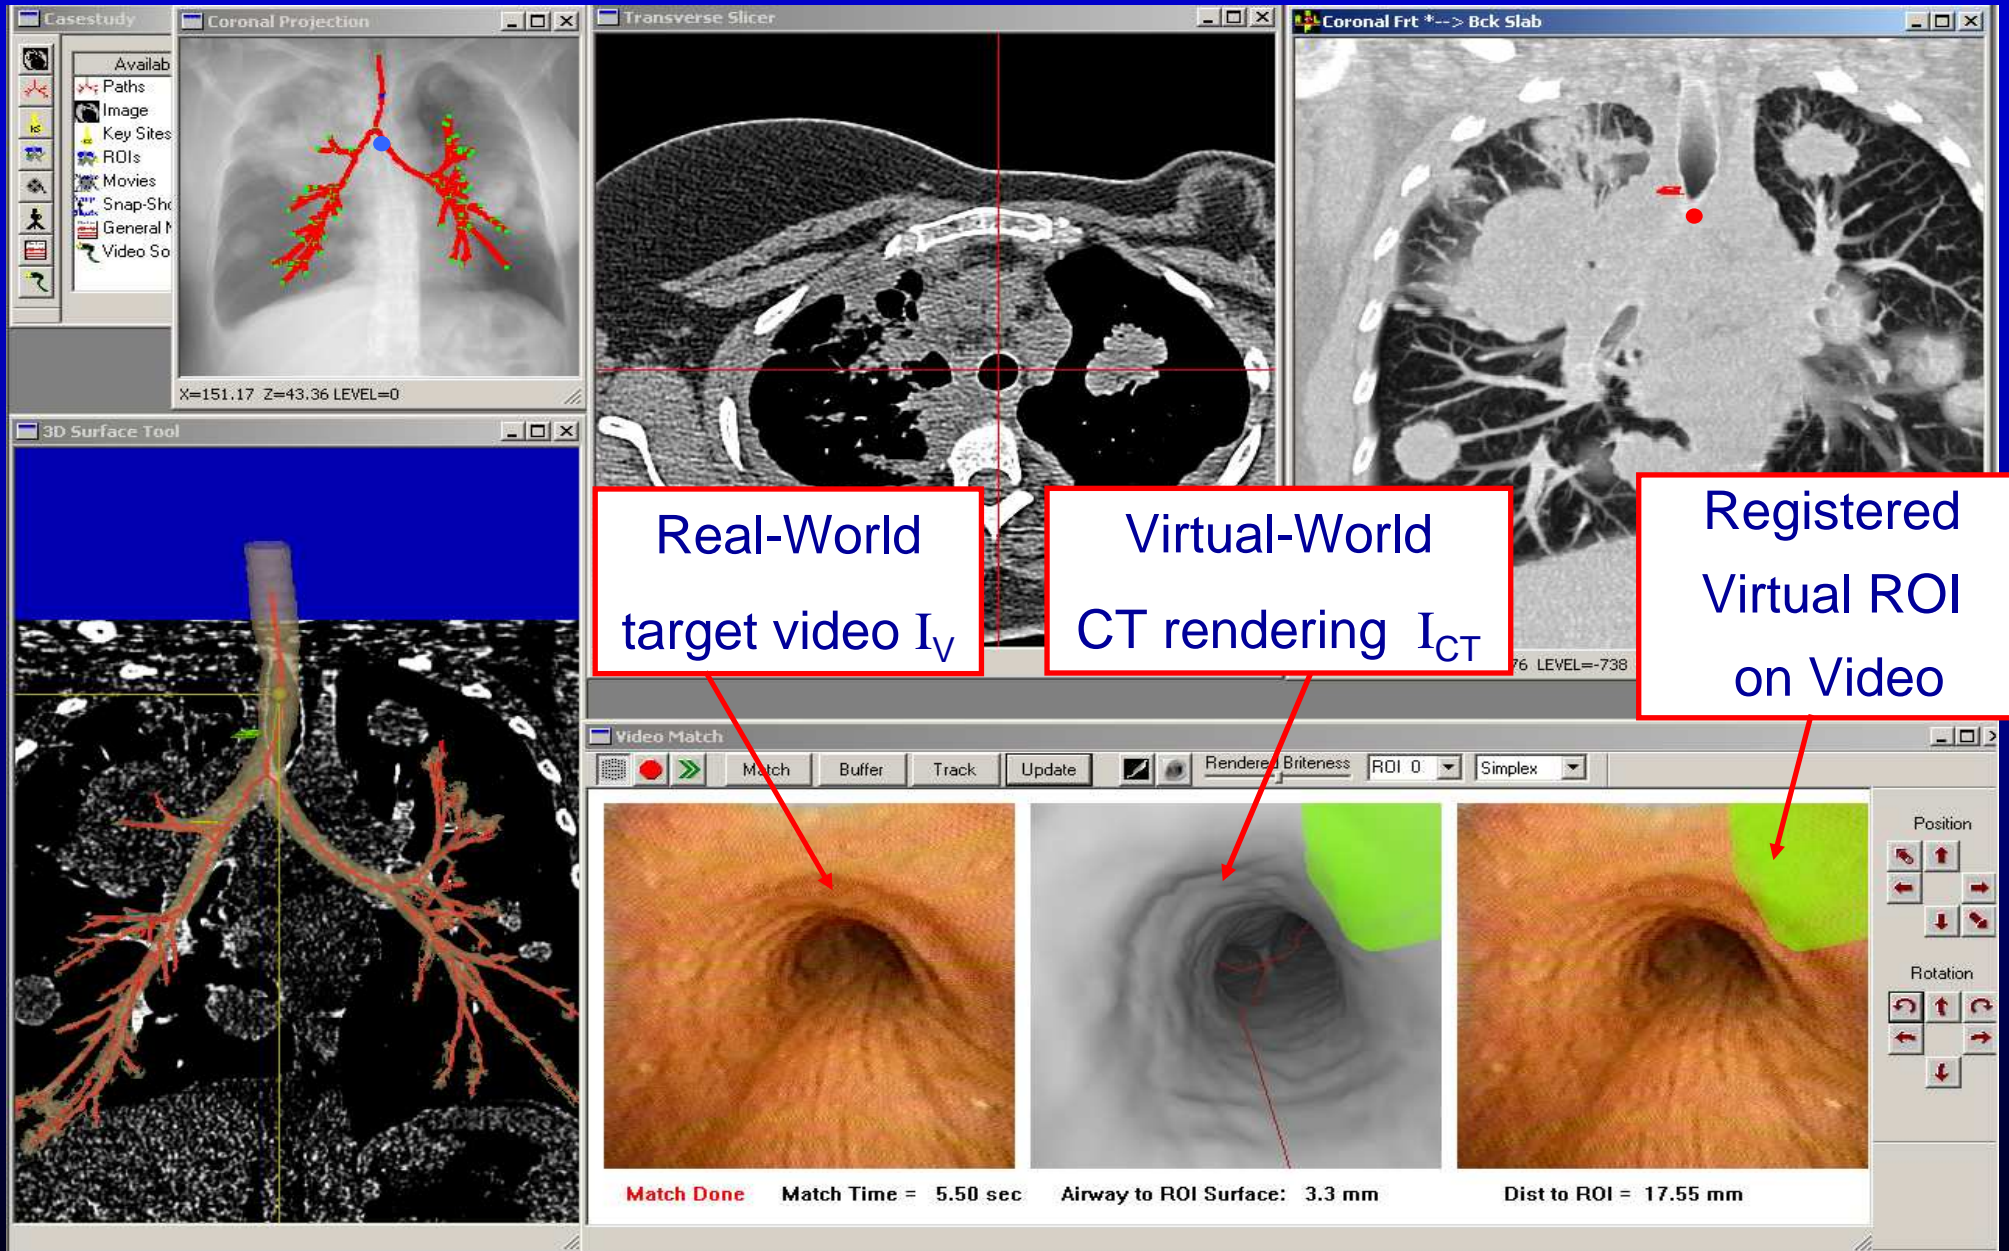 Casestudy
Availab
Paths
Image
Key Sites
ROIs
Movies
Snap-Sho
General N
Video So
Coronal Projection
X=151.17 Z=43.36 LEVEL=0
Transverse Slicer
Coronal Frt *--> Bck Slab
76 LEVEL=-738
3D Surface Tool
Real-World
target video I_V
Virtual-World
CT rendering I_CT
Registered
Virtual ROI
on Video
Video Match
Match Buffer Track Update Rendered Briteness ROI 0 Simplex
Position
Rotation
Match Done Match Time = 5.50 sec Airway to ROI Surface: 3.3 mm Dist to ROI = 17.55 mm